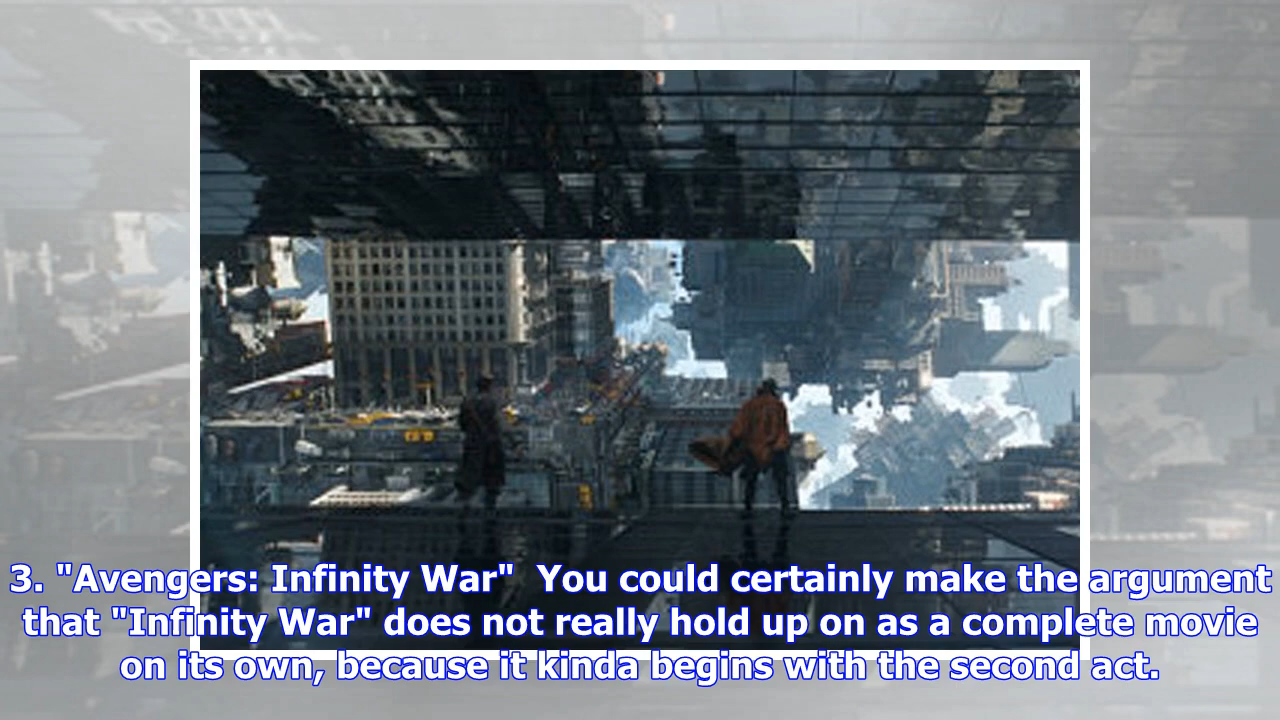 3. "Avengers: Infinity War"  You could certainly make the argument
that "Infinity War" does not really hold up on as a complete movie
on its own, because it kinda begins with the second act.